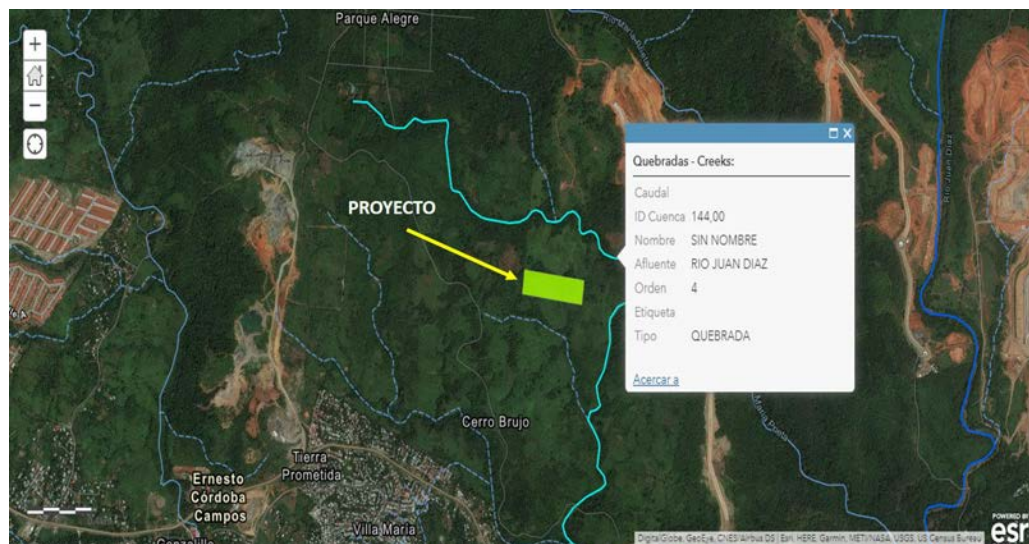 Parque Alegre
+
−
PROYECTO
Quebradas - Creeks:
Caudal
ID Cuenca 144,00
Nombre SIN NOMBRE
Afluente RIO JUAN DIAZ
Orden 4
Etiqueta
Tipo QUEBRADA
Acercar a
Río Juan Díaz
Cerro Brujo
Tierra
Prometida
Ernesto
Córdoba
Campos
Villa María
Gonzalillo
POWERED BY
esri
DigitalGlobe, GeoEye, CNES/Airbus DS | Esri, HERE, Garmin, METI/NASA, USGS, US Census Bureau